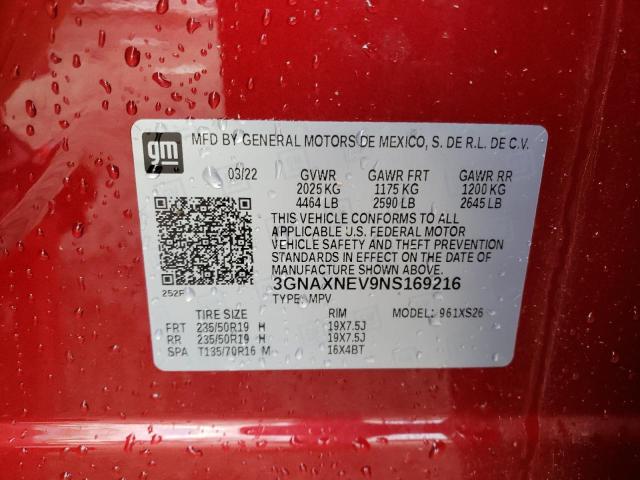 gm
MFD BY GENERAL MOTORS DE MEXICO, S. DE R.L. DE C.V.
03/22 GVWR GAWR FRT GAWR RR
2025 KG 1175 KG 1200 KG
4464 LB 2590 LB 2645 LB
THIS VEHICLE CONFORMS TO ALL
APPLICABLE U.S. FEDERAL MOTOR
VEHICLE SAFETY AND THEFT PREVENTION
STANDARDS IN EFFECT ON THE DATE OF
MANUFACTURE SHOWN ABOVE.
252F 3GNAXNEV9NS169216
TYPE: MPV
TIRE SIZE RIM MODEL: 961XS26
FRT 235/50R19 H 19X7.5J
RR 235/50R19 H 19X7.5J
SPA T135/70R16 M 16X4BT